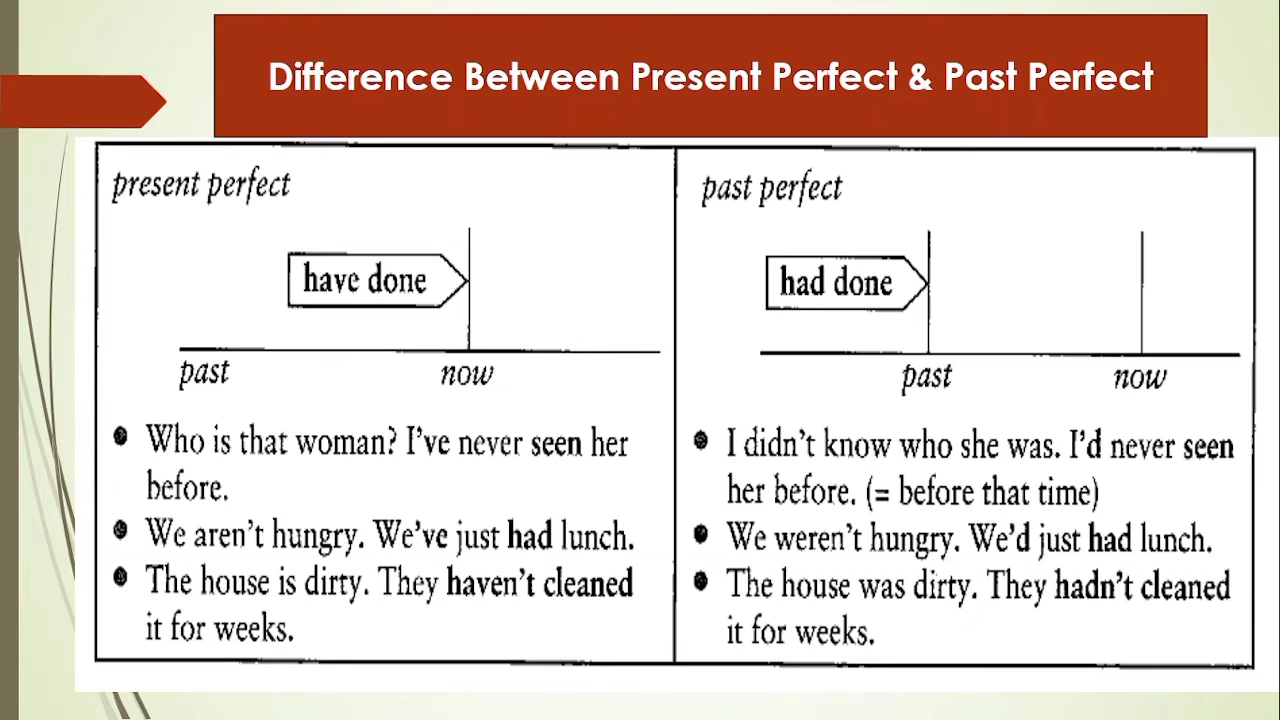 Difference Between Present Perfect & Past Perfect
present perfect
have done
past
now
Who is that woman? I've never seen her
before.
We aren't hungry. We've just had lunch.
The house is dirty. They haven't cleaned
it for weeks.
past perfect
had done
past
now
I didn't know who she was. I'd never seen
her before. (= before that time)
We weren't hungry. We'd just had lunch.
The house was dirty. They hadn't cleaned
it for weeks.